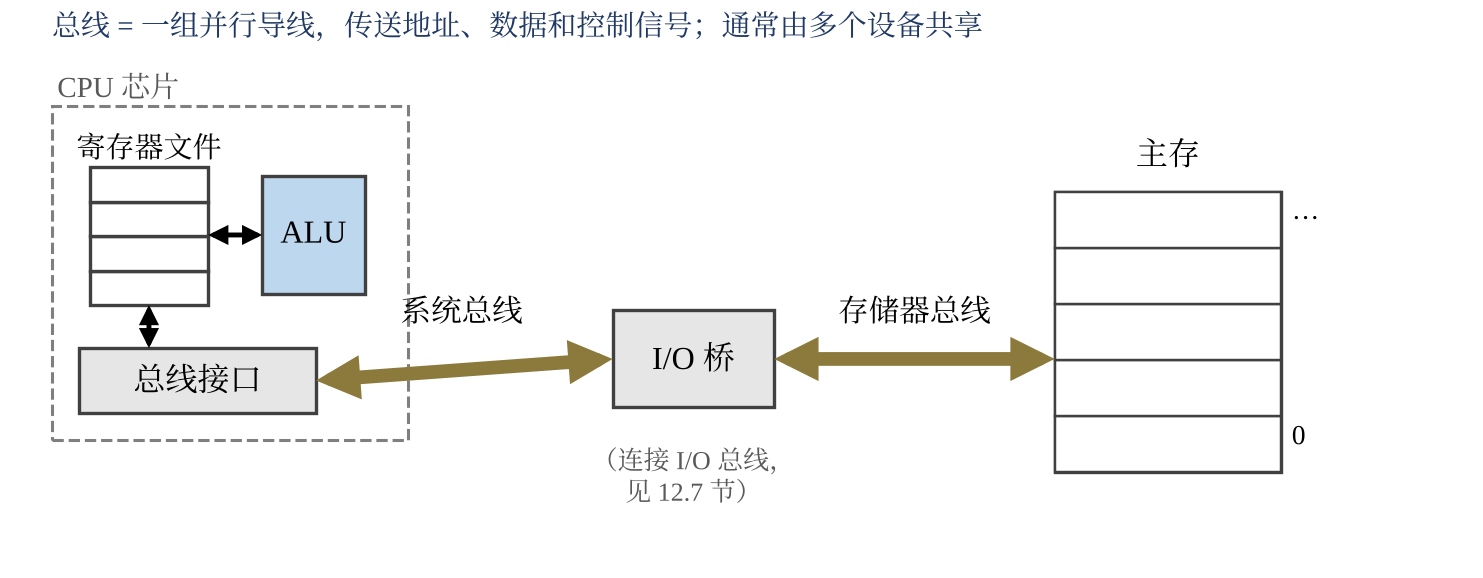 总线 = 一组并行导线，传送地址、数据和控制信号；通常由多个设备共享
CPU 芯片
寄存器文件
ALU
总线接口
系统总线
I/O 桥
（连接 I/O 总线，
见 12.7 节）
存储器总线
主存
…
0